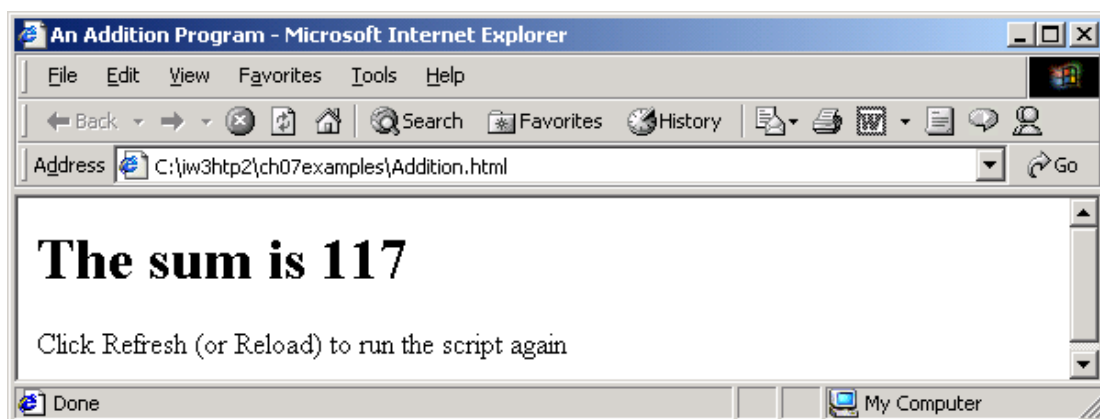 An Addition Program - Microsoft Internet Explorer
File Edit View Favorites Tools Help
Back Search Favorites History
Address C:\iw3htp2\ch07examples\Addition.html Go
The sum is 117
Click Refresh (or Reload) to run the script again
Done My Computer